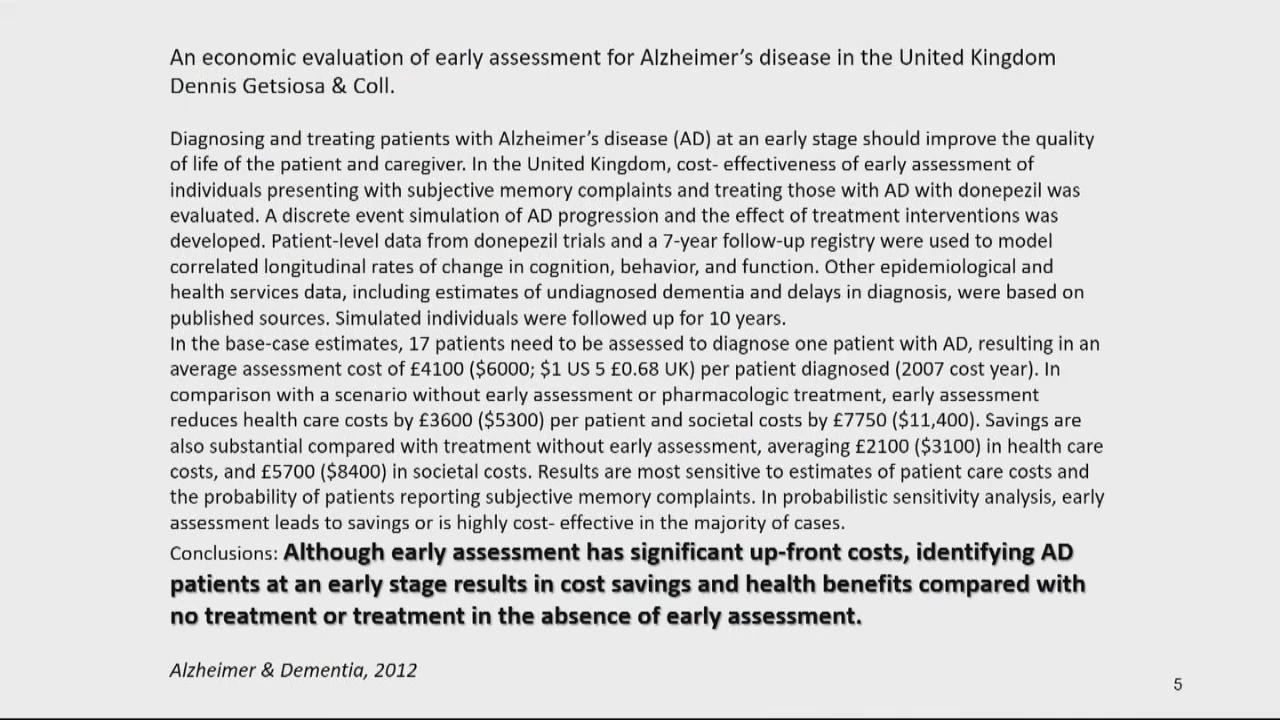 An economic evaluation of early assessment for Alzheimer’s disease in the United Kingdom
Dennis Getsiosa & Coll.
Diagnosing and treating patients with Alzheimer’s disease (AD) at an early stage should improve the quality
of life of the patient and caregiver. In the United Kingdom, cost- effectiveness of early assessment of
individuals presenting with subjective memory complaints and treating those with AD with donepezil was
evaluated. A discrete event simulation of AD progression and the effect of treatment interventions was
developed. Patient-level data from donepezil trials and a 7-year follow-up registry were used to model
correlated longitudinal rates of change in cognition, behavior, and function. Other epidemiological and
health services data, including estimates of undiagnosed dementia and delays in diagnosis, were based on
published sources. Simulated individuals were followed up for 10 years.
In the base-case estimates, 17 patients need to be assessed to diagnose one patient with AD, resulting in an
average assessment cost of £4100 ($6000; $1 US 5 £0.68 UK) per patient diagnosed (2007 cost year). In
comparison with a scenario without early assessment or pharmacologic treatment, early assessment
reduces health care costs by £3600 ($5300) per patient and societal costs by £7750 ($11,400). Savings are
also substantial compared with treatment without early assessment, averaging £2100 ($3100) in health care
costs, and £5700 ($8400) in societal costs. Results are most sensitive to estimates of patient care costs and
the probability of patients reporting subjective memory complaints. In probabilistic sensitivity analysis, early
assessment leads to savings or is highly cost- effective in the majority of cases.
Conclusions: Although early assessment has significant up-front costs, identifying AD
patients at an early stage results in cost savings and health benefits compared with
no treatment or treatment in the absence of early assessment.
Alzheimer & Dementia, 2012
5